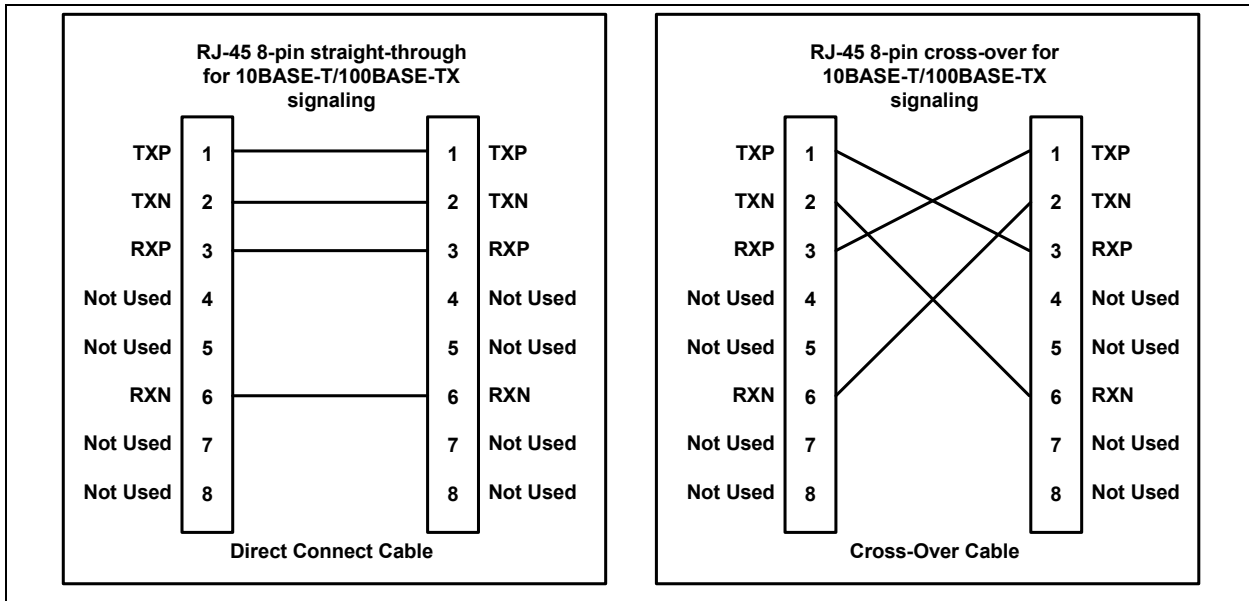 RJ-45 8-pin straight-through
for 10BASE-T/100BASE-TX
signaling
TXP 1 1 TXP
TXN 2 2 TXN
RXP 3 3 RXP
Not Used 4 4 Not Used
Not Used 5 5 Not Used
RXN 6 6 RXN
Not Used 7 7 Not Used
Not Used 8 8 Not Used
Direct Connect Cable
RJ-45 8-pin cross-over for
10BASE-T/100BASE-TX
signaling
TXP 1 1 TXP
TXN 2 2 TXN
RXP 3 3 RXP
Not Used 4 4 Not Used
Not Used 5 5 Not Used
RXN 6 6 RXN
Not Used 7 7 Not Used
Not Used 8 8 Not Used
Cross-Over Cable